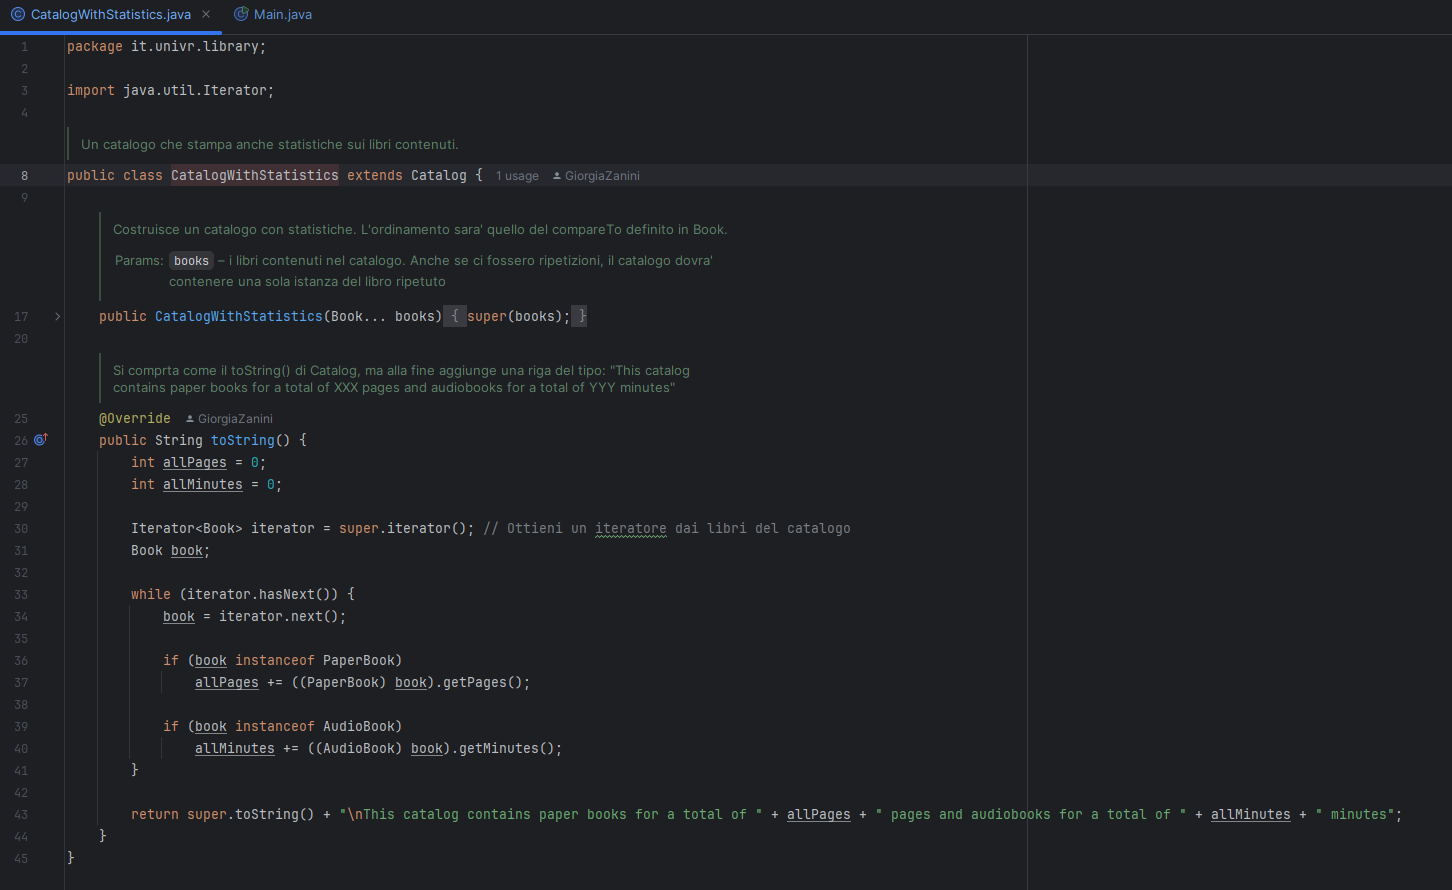 CatalogWithStatistics.java
Main.java
1 package it.univr.library;
2
3 import java.util.Iterator;
4
Un catalogo che stampa anche statistiche sui libri contenuti.
8 public class CatalogWithStatistics extends Catalog { 1 usage GiorgiaZanini
9
Costruisce un catalogo con statistiche. L'ordinamento sara' quello del compareTo definito in Book.
Params: books – i libri contenuti nel catalogo. Anche se ci fossero ripetizioni, il catalogo dovra'
contenere una sola istanza del libro ripetuto
17 public CatalogWithStatistics(Book... books) { super(books); }
20
Si comprta come il toString() di Catalog, ma alla fine aggiunge una riga del tipo: "This catalog
contains paper books for a total of XXX pages and audiobooks for a total of YYY minutes"
25 @Override GiorgiaZanini
26 public String toString() {
27 int allPages = 0;
28 int allMinutes = 0;
29
30 Iterator<Book> iterator = super.iterator(); // Ottieni un iteratore dai libri del catalogo
31 Book book;
32
33 while (iterator.hasNext()) {
34 book = iterator.next();
35
36 if (book instanceof PaperBook)
37 allPages += ((PaperBook) book).getPages();
38
39 if (book instanceof AudioBook)
40 allMinutes += ((AudioBook) book).getMinutes();
41 }
42
43 return super.toString() + "\nThis catalog contains paper books for a total of " + allPages + " pages and audiobooks for a total of " + allMinutes + " minutes";
44 }
45 }